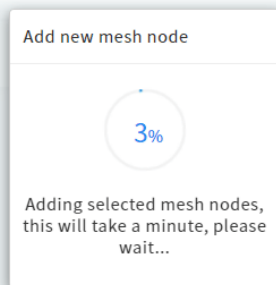 Add new mesh node
3%
Adding selected mesh nodes,
this will take a minute, please
wait...